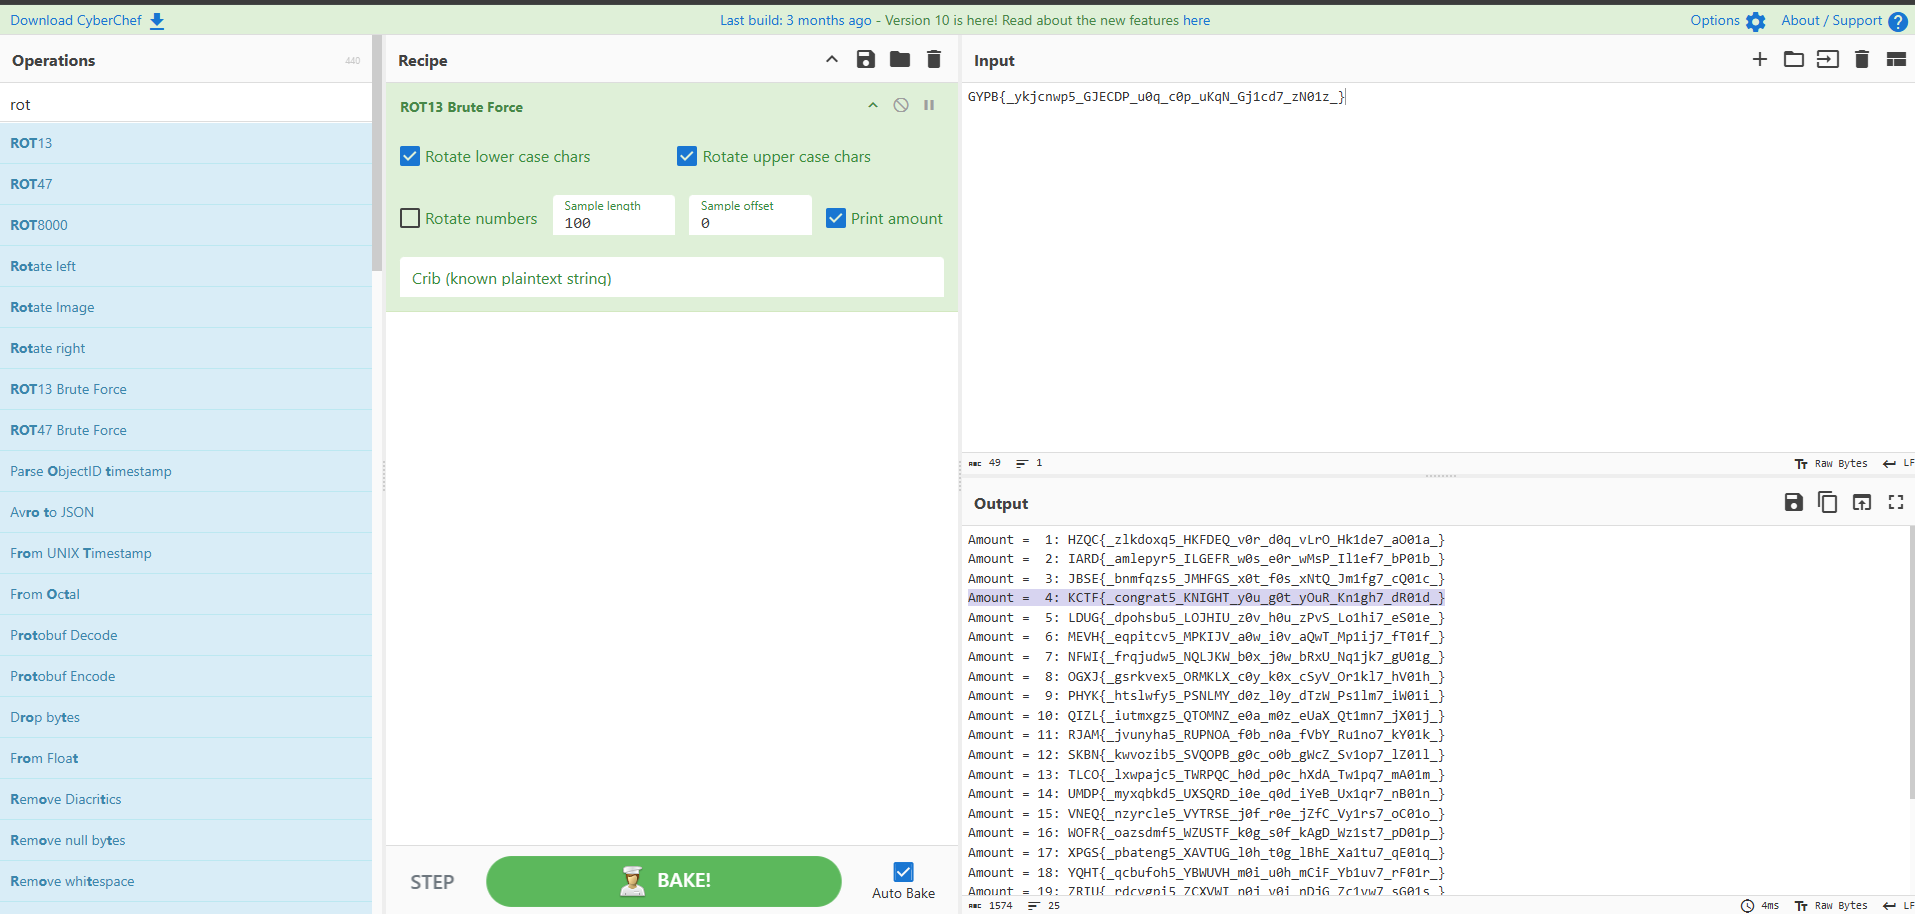 Download CyberChef
Last build: 3 months ago - Version 10 is here! Read about the new features here
Options
About / Support
Operations
440
rot
ROT13
ROT47
ROT8000
Rotate left
Rotate Image
Rotate right
ROT13 Brute Force
ROT47 Brute Force
Parse ObjectID timestamp
Avro to JSON
From UNIX Timestamp
From Octal
Protobuf Decode
Protobuf Encode
Drop bytes
From Float
Remove Diacritics
Remove null bytes
Remove whitespace
Recipe
ROT13 Brute Force
Rotate lower case chars
Rotate upper case chars
Rotate numbers
Sample length
100
Sample offset
0
Print amount
Crib (known plaintext string)
STEP
BAKE!
Auto Bake
Input
GYPB{_ykjcnwp5_GJECDP_u0q_c0p_uKqN_Gj1cd7_zN01z_}
ABC 49 1
Raw Bytes
LF
Output
Amount = 1: HZQC{_zlkdoxq5_HKFDEQ_v0r_d0q_vLrO_Hk1de7_aO01a_}
Amount = 2: IARD{_amlepyr5_ILGEFR_w0s_e0r_wMsP_Il1ef7_bP01b_}
Amount = 3: JBSE{_bnmfqzs5_JMHFGS_x0t_f0s_xNtQ_Jm1fg7_cQ01c_}
Amount = 4: KCTF{_congrat5_KNIGHT_y0u_g0t_yOuR_Kn1gh7_dR01d_}
Amount = 5: LDUG{_dpohsbu5_LOJHIU_z0v_h0u_zPvS_Lo1hi7_eS01e_}
Amount = 6: MEVH{_eqpitcv5_MPKIJV_a0w_i0v_aQwT_Mp1ij7_fT01f_}
Amount = 7: NFWI{_frqjudw5_NQLJKW_b0x_j0w_bRxU_Nq1jk7_gU01g_}
Amount = 8: OGXJ{_gsrkvex5_ORMKLX_c0y_k0x_cSyV_Or1kl7_hV01h_}
Amount = 9: PHYK{_htslwfy5_PSNLMY_d0z_l0y_dTzW_Ps1lm7_iW01i_}
Amount = 10: QIZL{_iutmxgz5_QTOMNZ_e0a_m0z_eUaX_Qt1mn7_jX01j_}
Amount = 11: RJAM{_jvunyha5_RUPNOA_f0b_n0a_fVbY_Ru1no7_kY01k_}
Amount = 12: SKBN{_kwvozib5_SVQOPB_g0c_o0b_gWcZ_Sv1op7_lZ01l_}
Amount = 13: TLCO{_lxwpajc5_TWRPQC_h0d_p0c_hXdA_Tw1pq7_mA01m_}
Amount = 14: UMDP{_myxqbkd5_UXSQRD_i0e_q0d_iYeB_Ux1qr7_nB01n_}
Amount = 15: VNEQ{_nzyrcle5_VYTRSE_j0f_r0e_jZfC_Vy1rs7_oC01o_}
Amount = 16: WOFR{_oazsdmf5_WZUSTF_k0g_s0f_kAgD_Wz1st7_pD01p_}
Amount = 17: XPGS{_pbateng5_XAVTUG_l0h_t0g_lBhE_Xa1tu7_qE01q_}
Amount = 18: YQHT{_qcbufoh5_YBWUVH_m0i_u0h_mCiF_Yb1uv7_rF01r_}
Amount = 19: ZRIU{_rdcvgpi5_ZCXVWI_n0j_v0i_nDjG_Zc1vw7_sG01s_}
ABC 1574 25
4ms
Raw Bytes
LF